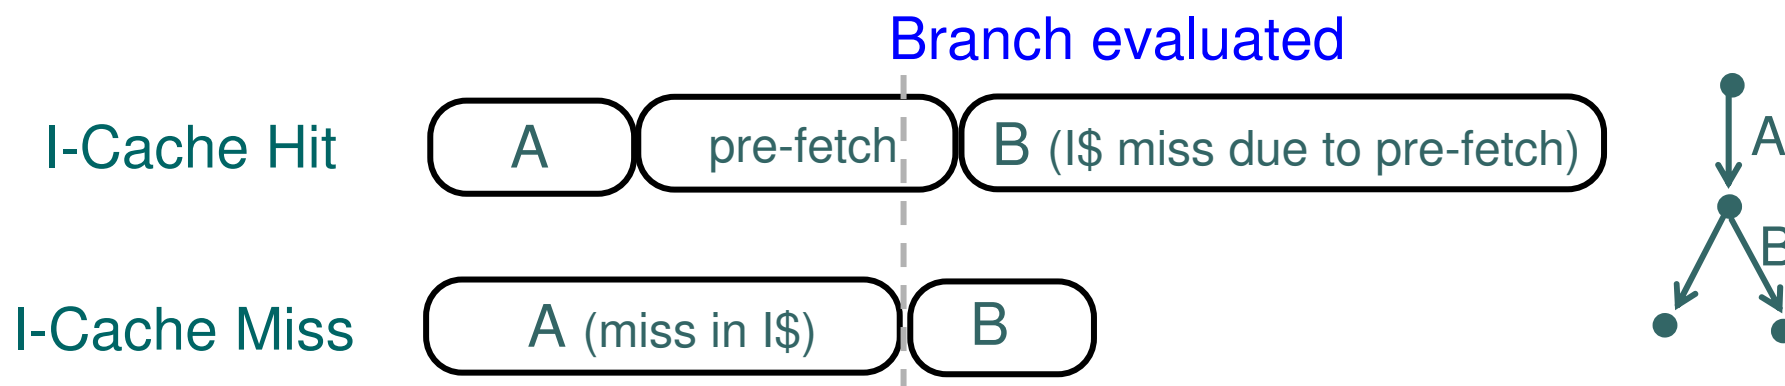 Branch evaluated
I-Cache Hit
A
pre-fetch
B (I$ miss due to pre-fetch)
A
B
I-Cache Miss
A (miss in I$)
B